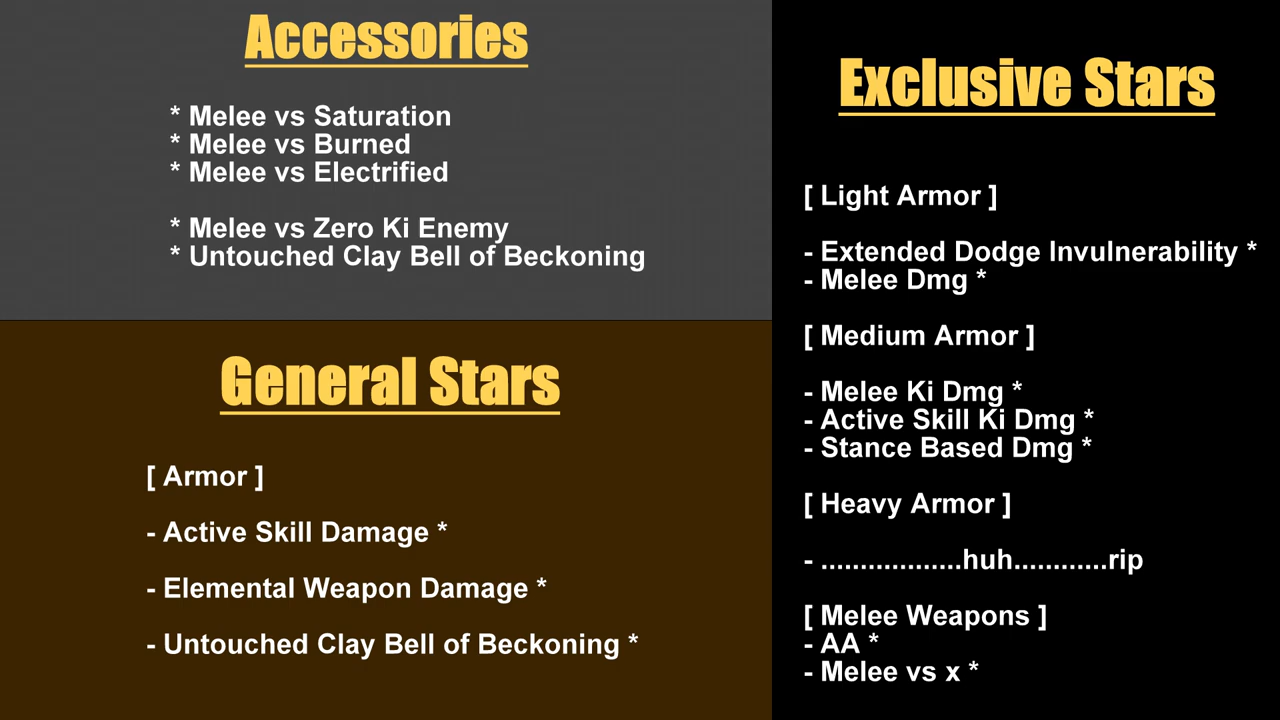 Accessories
* Melee vs Saturation
* Melee vs Burned
* Melee vs Electrified
* Melee vs Zero Ki Enemy
* Untouched Clay Bell of Beckoning
General Stars
[ Armor ]
- Active Skill Damage *
- Elemental Weapon Damage *
- Untouched Clay Bell of Beckoning *
Exclusive Stars
[ Light Armor ]
- Extended Dodge Invulnerability *
- Melee Dmg *
[ Medium Armor ]
- Melee Ki Dmg *
- Active Skill Ki Dmg *
- Stance Based Dmg *
[ Heavy Armor ]
- ..................huh............rip
[ Melee Weapons ]
- AA *
- Melee vs x *